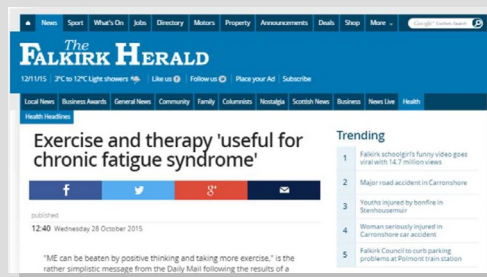 News Sport What's On Jobs Directory Motors Property Announcements Deals Shop More
The
FALKIRK HERALD
12/11/15 3°C to 12°C Light showers Like us Follow us Place your Ad Subscribe
Local News Business Awards General News Community Family Columnists Nostalgia Scottish News Business News Live Health
Health Headlines
Exercise and therapy 'useful for
chronic fatigue syndrome'
f
8+
published
12:40 Wednesday 28 October 2015
"ME can be beaten by positive thinking and taking more exercise," is the
rather simplistic message from the Daily Mail following the results of a
Trending
1 Falkirk schoolgirl's funny video goes
viral with 14.7 million views
2 Major road accident in Carronshore
3 Youths injured by bonfire in
Stenhousemuir
4 Woman seriously injured in
Carronshore car accident
5 Falkirk Council to curb parking
problems at Polmont train station